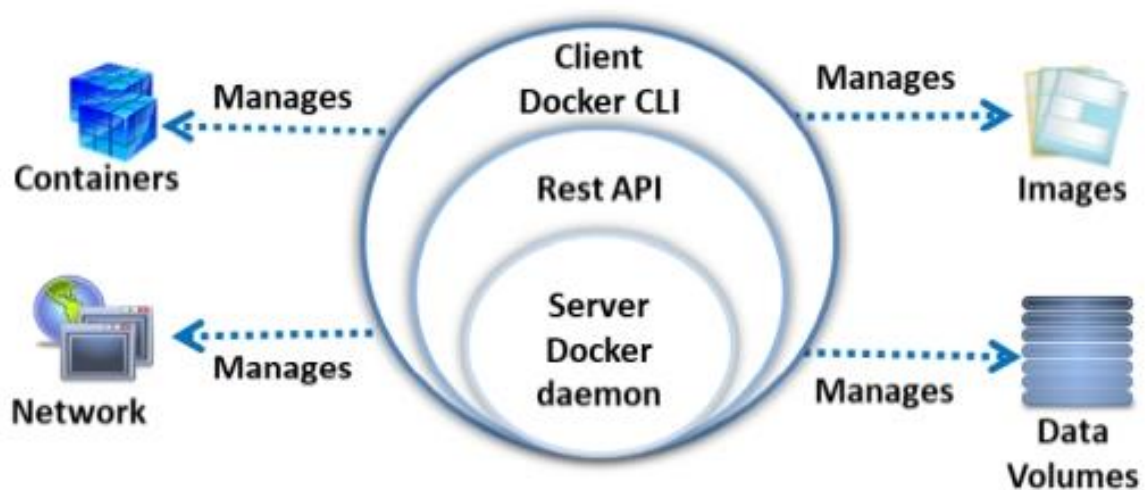 Client
Docker CLI
Rest API
Server
Docker
daemon
Manages
Containers
Manages
Network
Manages
Images
Manages
Data
Volumes